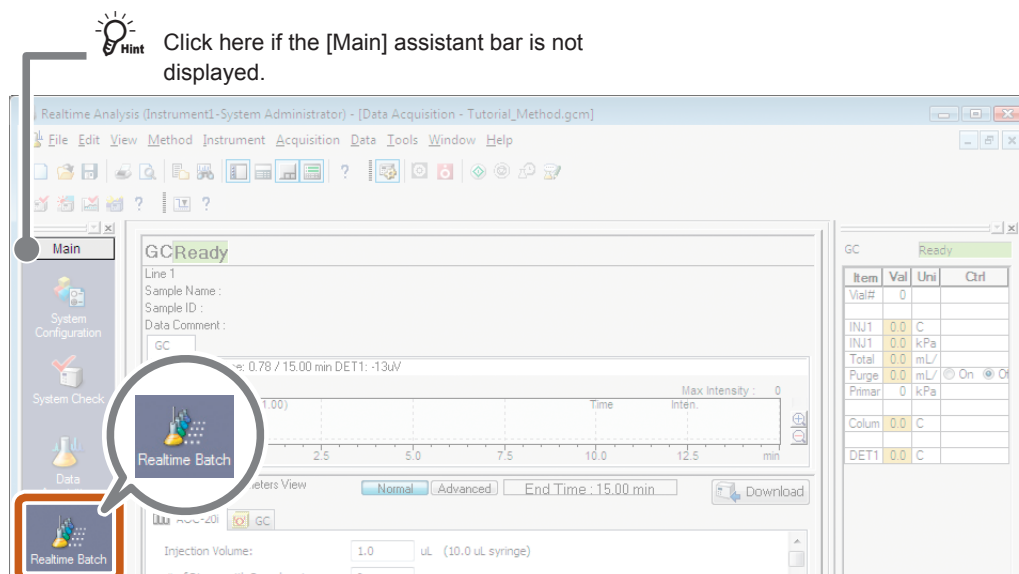 Hint
Click here if the [Main] assistant bar is not
displayed.
Realtime Analysis (Instrument1-System Administrator) - [Data Acquisition - Tutorial_Method.gcm]
File Edit View Method Instrument Acquisition Data Tools Window Help
Main
System
Configuration
System Check
Data
Realtime Batch
Realtime Batch
GC Ready
Line 1
Sample Name :
Sample ID :
Data Comment :
GC
0.78 / 15.00 min DET1: -13uV
Max Intensity : 0
Time Inten.
2.5 5.0 7.5 10.0 12.5 min
View Normal Advanced End Time : 15.00 min Download
GC
Injection Volume: 1.0 uL (10.0 uL syringe)
GC Ready
Item Val Uni Ctrl
Vial# 0
INJ1 0.0 C
INJ1 0.0 kPa
Total 0.0 mL/
Purge 0.0 mL/ On Of
Primar 0 kPa
Colum 0.0 C
DET1 0.0 C